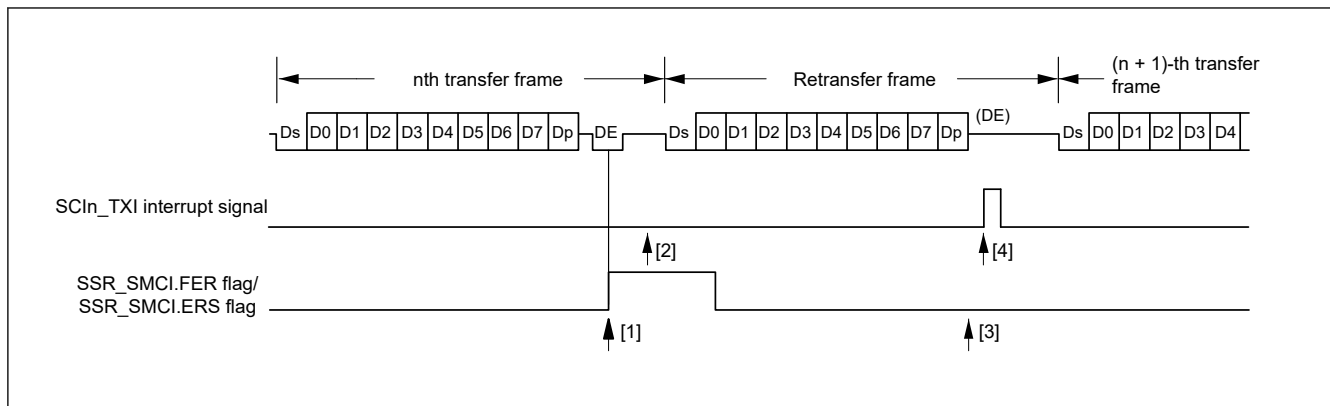 nth transfer frame
Retransfer frame
(n + 1)-th transfer
frame
Ds D0 D1 D2 D3 D4 D5 D6 D7 Dp DE
Ds D0 D1 D2 D3 D4 D5 D6 D7 Dp
(DE)
Ds D0 D1 D2 D3 D4
SCIn_TXI interrupt signal
[2]
[4]
SSR_SMCI.FER flag/
SSR_SMCI.ERS flag
[1]
[3]